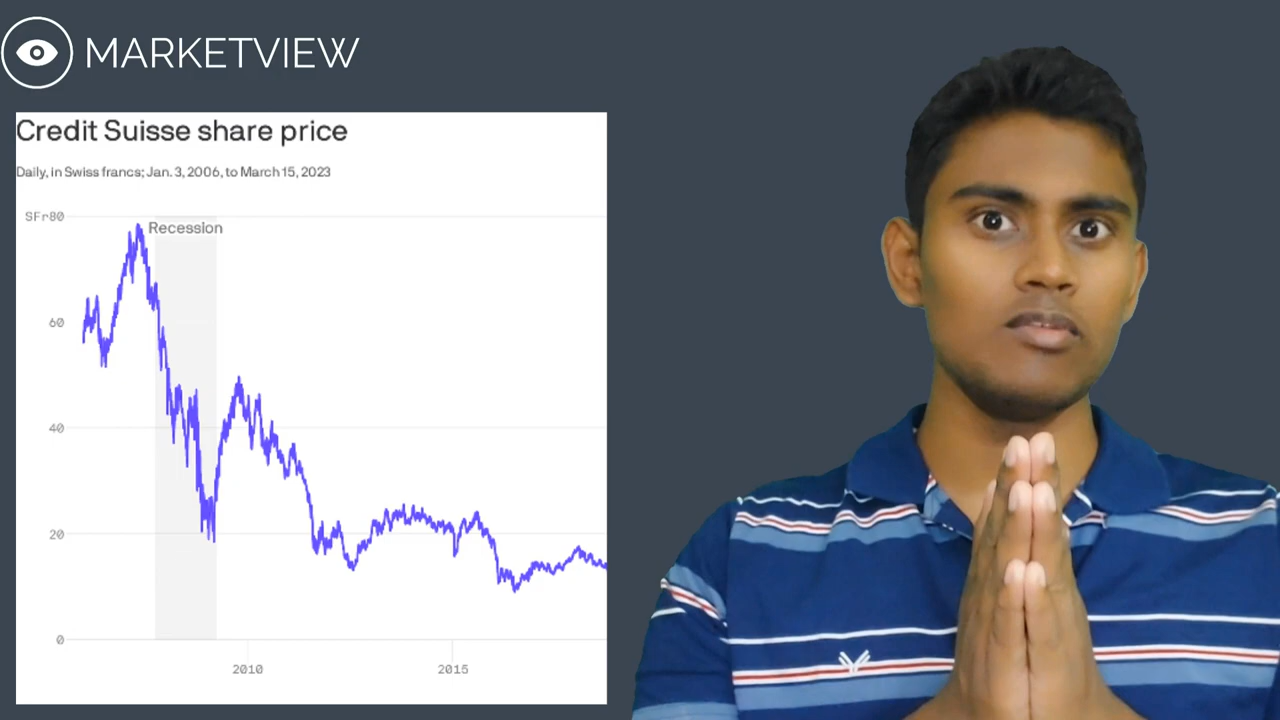 MARKETVIEW
Credit Suisse share price
Daily, in Swiss francs; Jan. 3, 2006, to March 15, 2023
SFr80
Recession
60
40
20
0
2010
2015